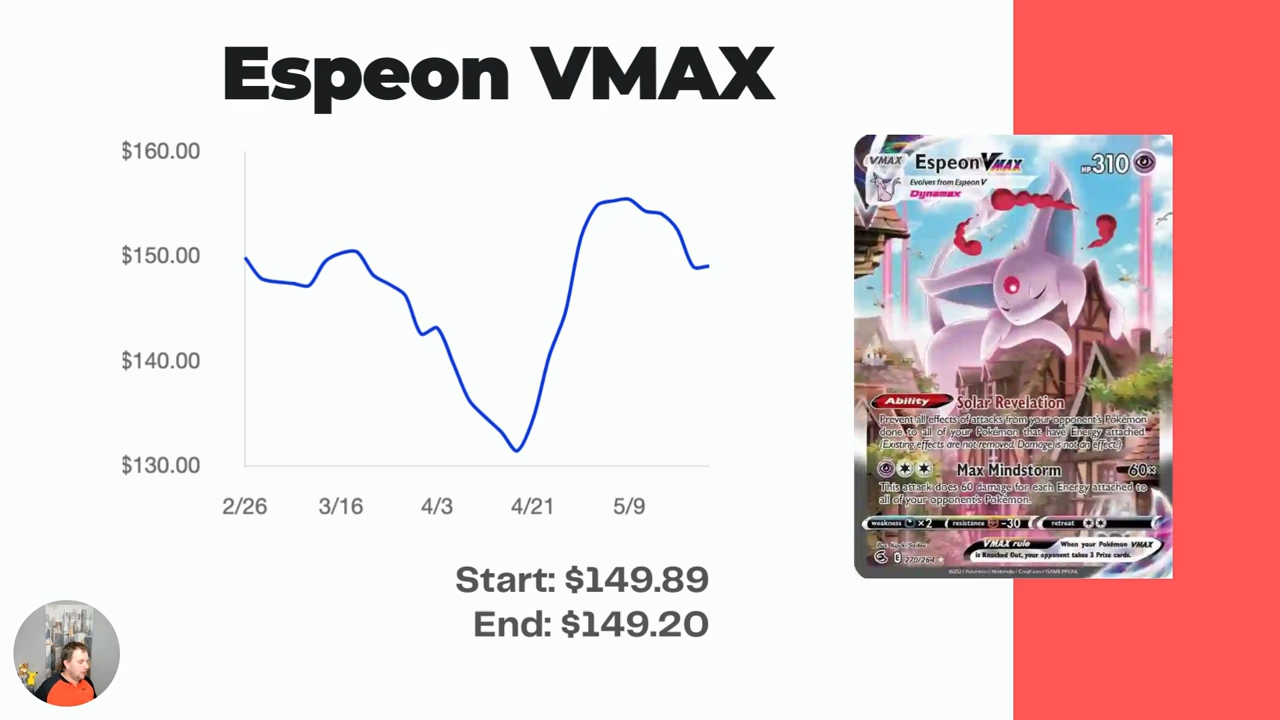 Espeon VMAX
$160.00
$150.00
$140.00
$130.00
2/26 3/16 4/3 4/21 5/9
Start: $149.89
End: $149.20
VMAX Espeon VMAX HP 310
Evolves from Espeon V
Dynamax
Ability Solar Revelation
Prevent all effects of attacks from your opponent's Pokémon
done to all of your Pokémon that have Energy attached.
(Existing effects are not removed. Damage is not an effect.)
Max Mindstorm 60×
This attack does 60 damage for each Energy attached to
all of your opponent's Pokémon.
weakness ×2 resistance -30 retreat
VMAX rule When your Pokémon VMAX
is Knocked Out, your opponent takes 3 Prize cards.
E 270/264